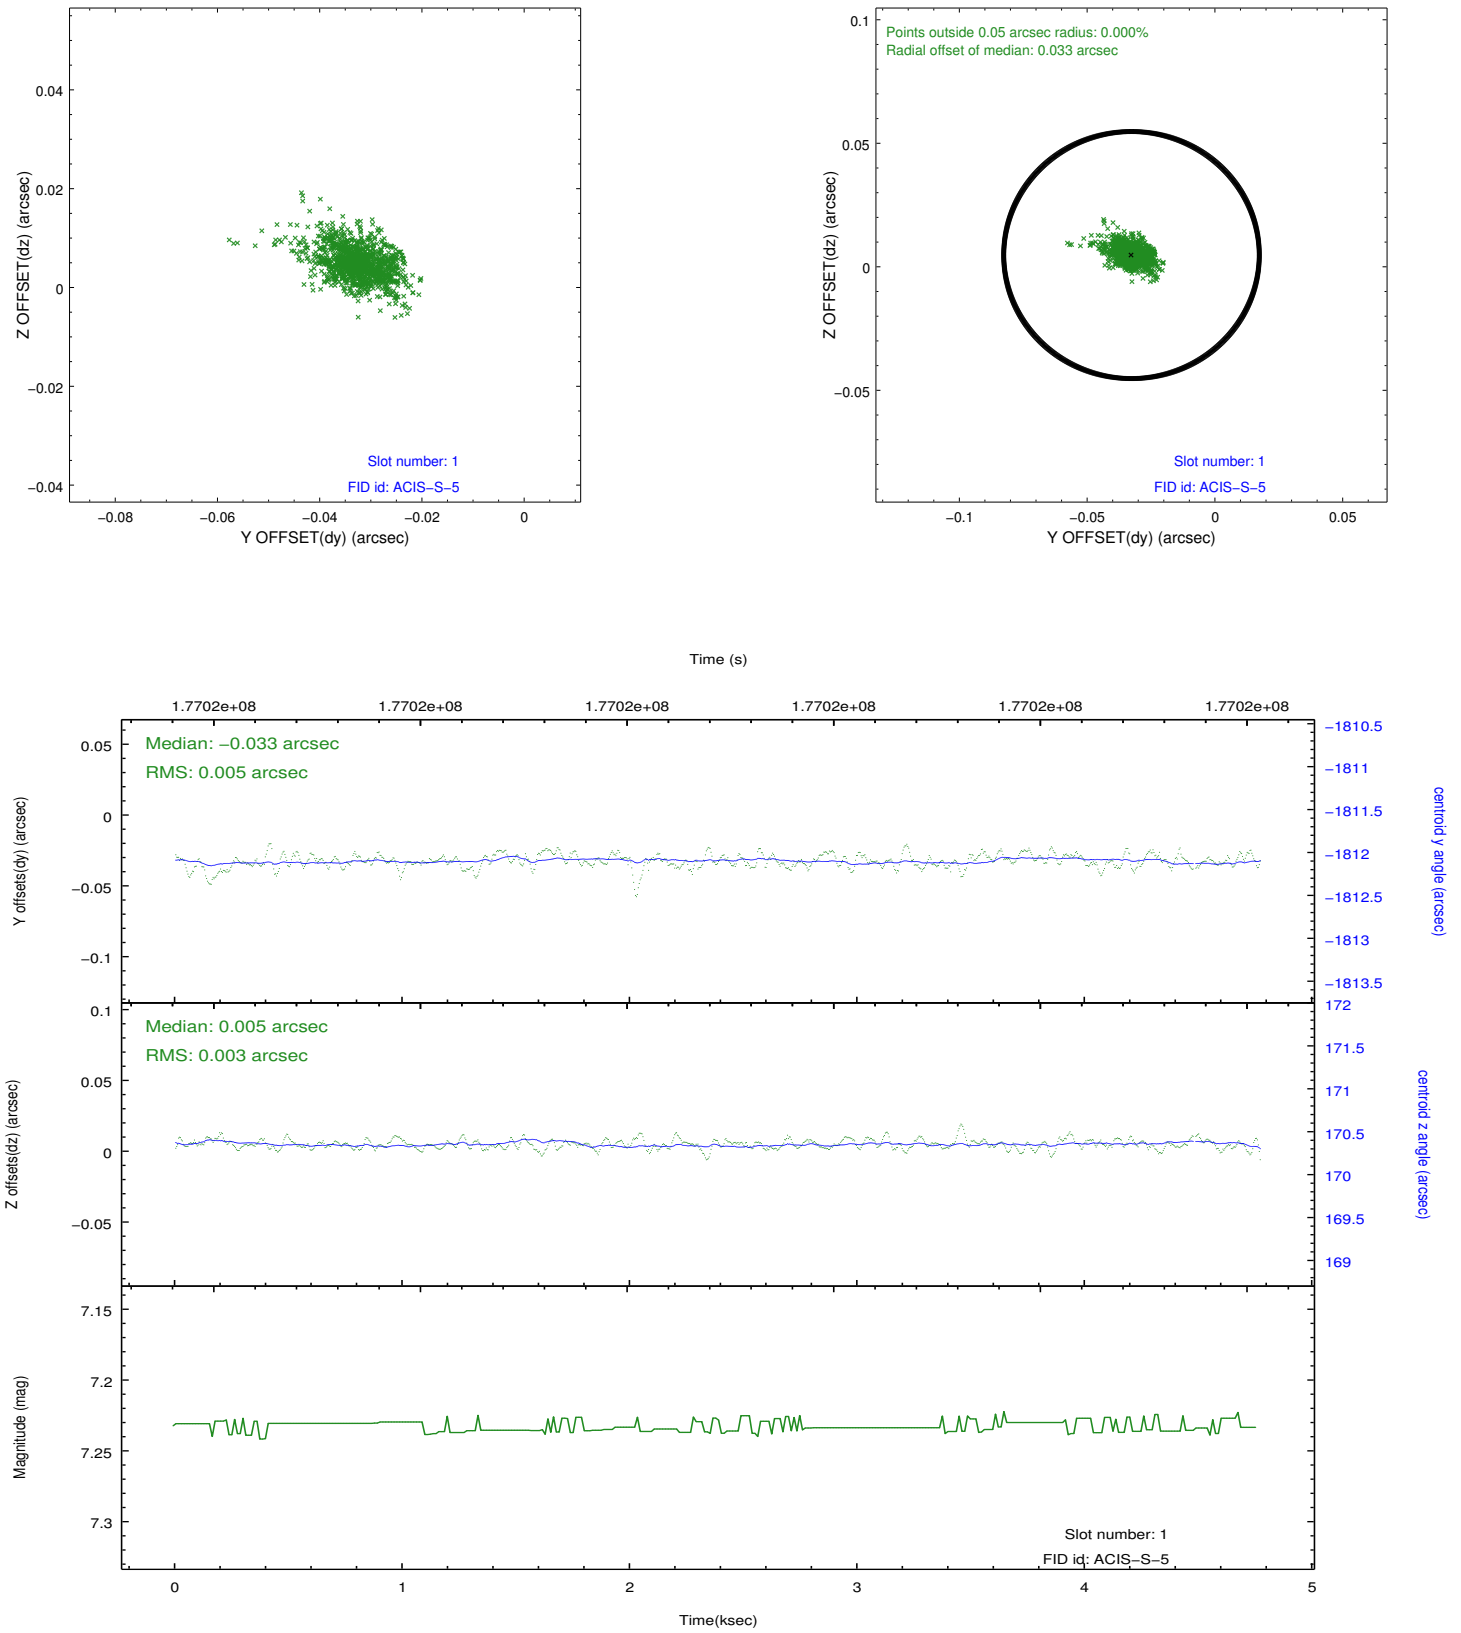 0.04
0.02
0
−0.02
−0.04
Z OFFSET(dz) (arcsec)
Slot number: 1
FID id: ACIS−S−5
−0.08
−0.06
−0.04
−0.02
0
Y OFFSET(dy) (arcsec)
Points outside 0.05 arcsec radius: 0.000%
Radial offset of median: 0.033 arcsec
0.1
0.05
0
−0.05
Z OFFSET(dz) (arcsec)
Slot number: 1
FID id: ACIS−S−5
−0.1
−0.05
0
0.05
Y OFFSET(dy) (arcsec)
Time (s)
1.7702e+08
1.7702e+08
1.7702e+08
1.7702e+08
1.7702e+08
1.7702e+08
Median: −0.033 arcsec
RMS: 0.005 arcsec
0.05
0
−0.05
−0.1
Y offsets(dy) (arcsec)
−1810.5
−1811
−1811.5
−1812
−1812.5
−1813
−1813.5
centroid y angle (arcsec)
Median: 0.005 arcsec
RMS: 0.003 arcsec
0.1
0.05
0
−0.05
Z offsets(dz) (arcsec)
172
171.5
171
170.5
170
169.5
169
centroid z angle (arcsec)
7.15
7.2
7.25
7.3
Magnitude (mag)
Slot number: 1
FID id: ACIS−S−5
0
1
2
3
4
5
Time(ksec)